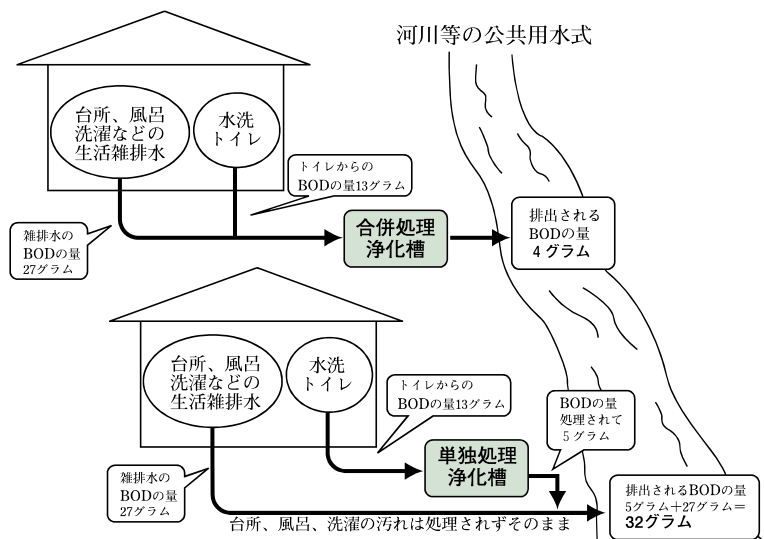 河川等の公共用水式
台所、風呂
洗濯などの
生活雑排水
水洗
トイレ
トイレからの
BODの量13グラム
雑排水の
BODの量
27グラム
合併処理
浄化槽
排出される
BODの量
4 グラム
台所、風呂
洗濯などの
生活雑排水
水洗
トイレ
トイレからの
BODの量13グラム
雑排水の
BODの量
27グラム
単独処理
浄化槽
BODの量
処理されて
5 グラム
排出されるBODの量
5グラム＋27グラム＝
32グラム
台所、風呂、洗濯の汚れは処理されずそのまま